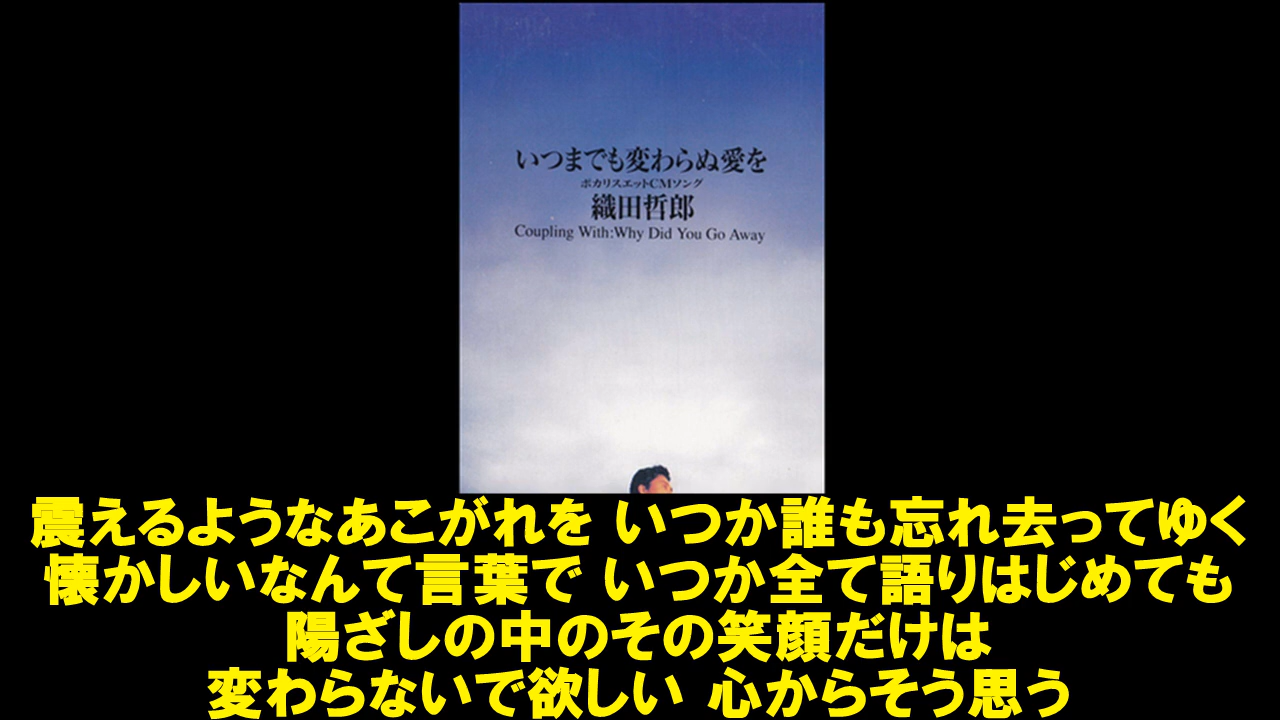 いつまでも変わらぬ愛を
ポカリスエットCMソング
織田哲郎
Coupling With:Why Did You Go Away
震えるようなあこがれを いつか誰も忘れ去ってゆく
懐かしいなんて言葉で いつか全て語りはじめても
陽ざしの中のその笑顔だけは
変わらないで欲しい 心からそう思う